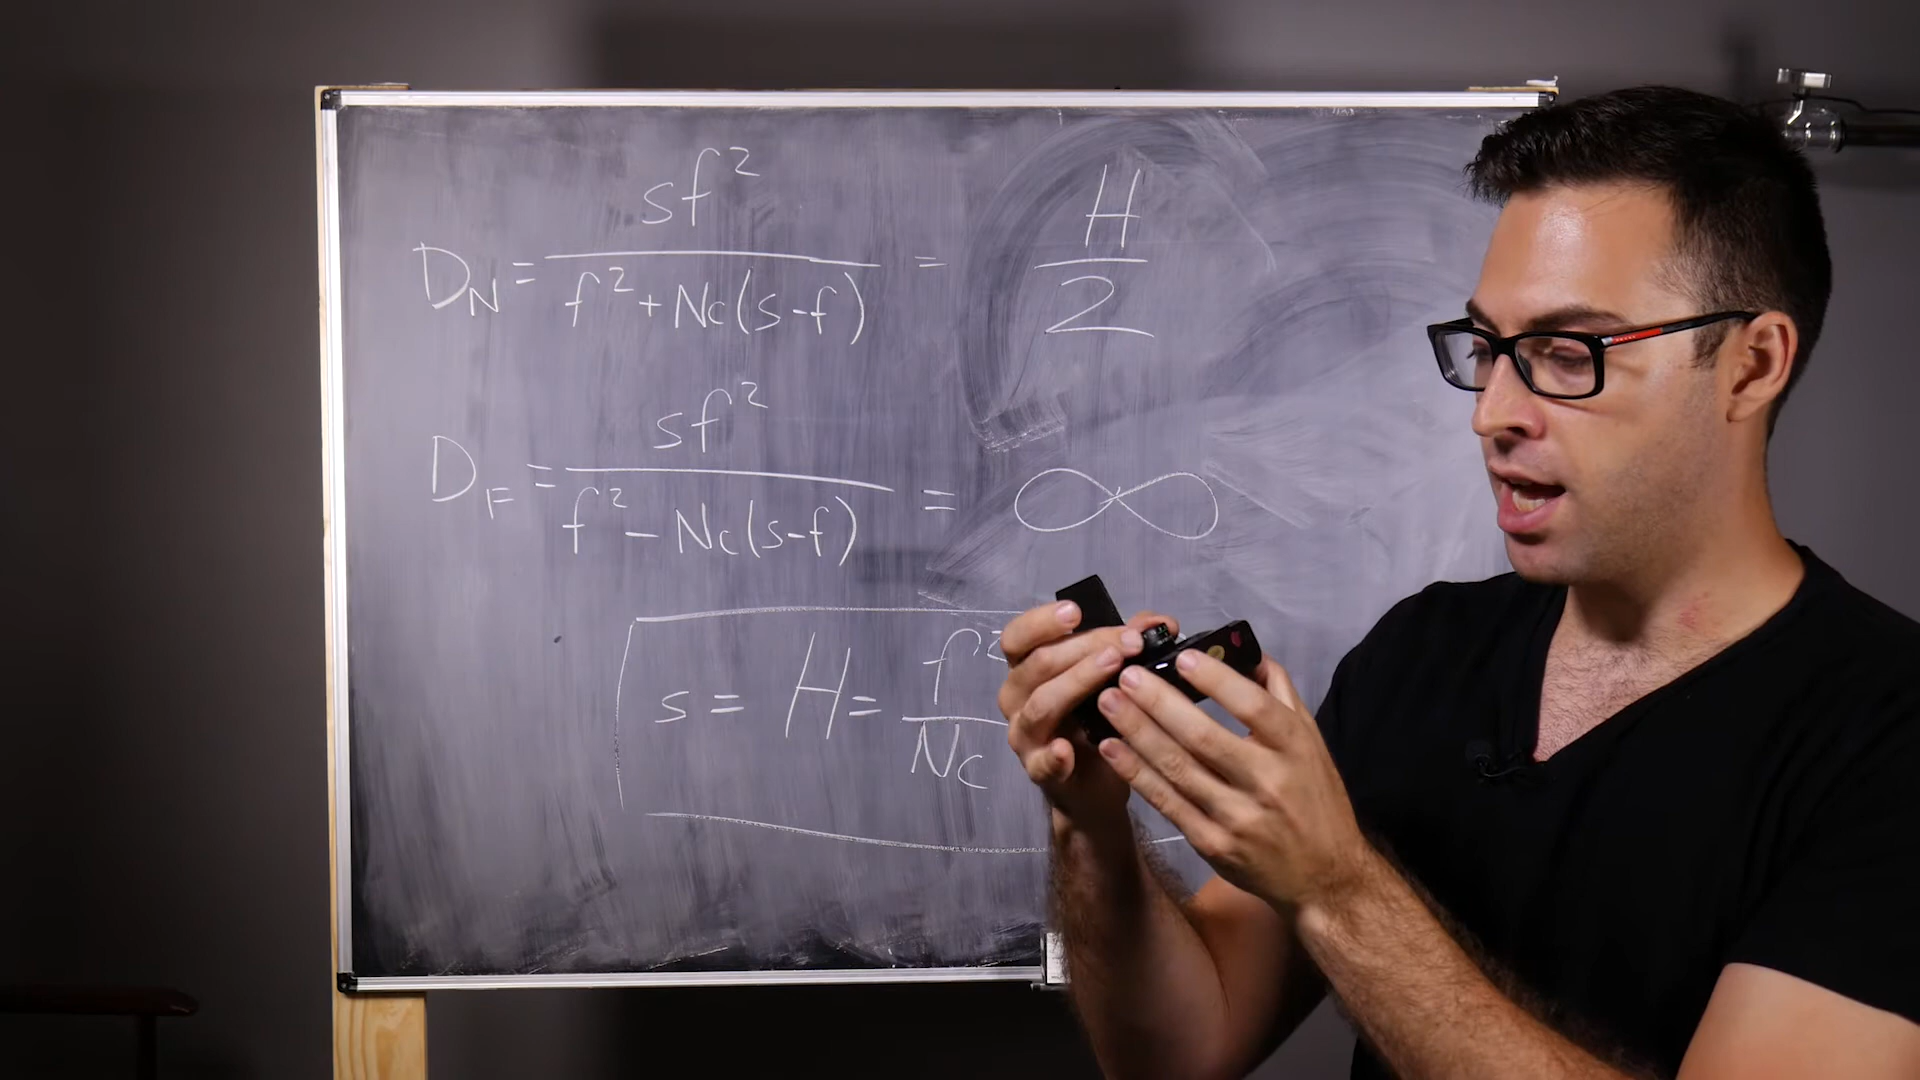 D_N = sf² / (f² + Nc(s-f)) = H/2
D_F = sf² / (f² - Nc(s-f)) = ∞
s = H = f² / Nc